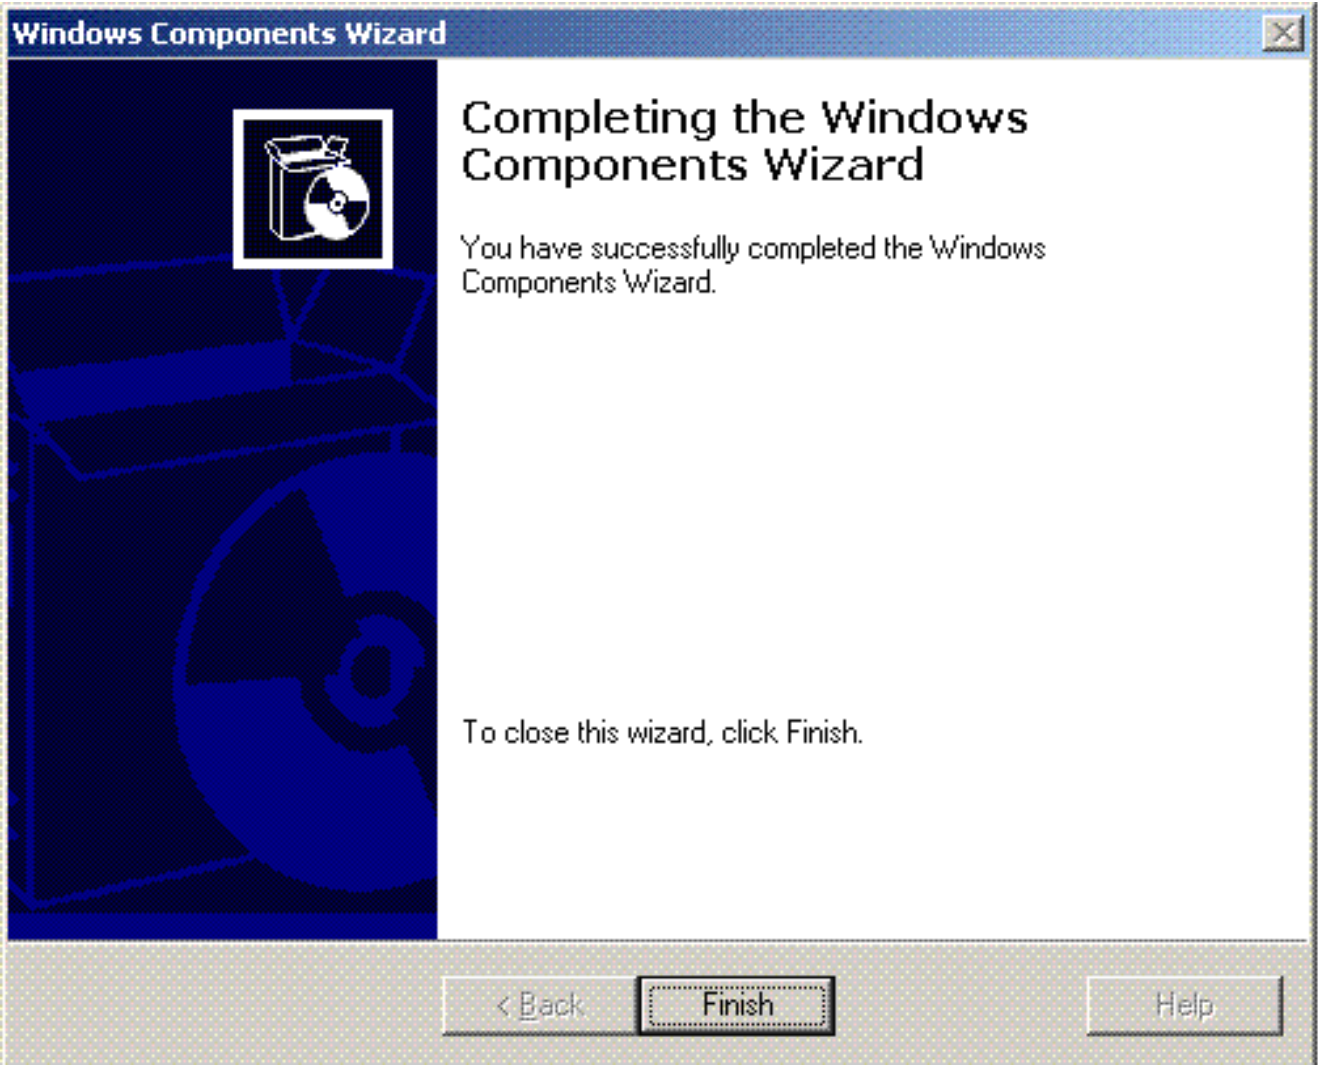 Windows Components Wizard
Completing the Windows
Components Wizard
You have successfully completed the Windows
Components Wizard.
To close this wizard, click Finish.
< Back
Finish
Help